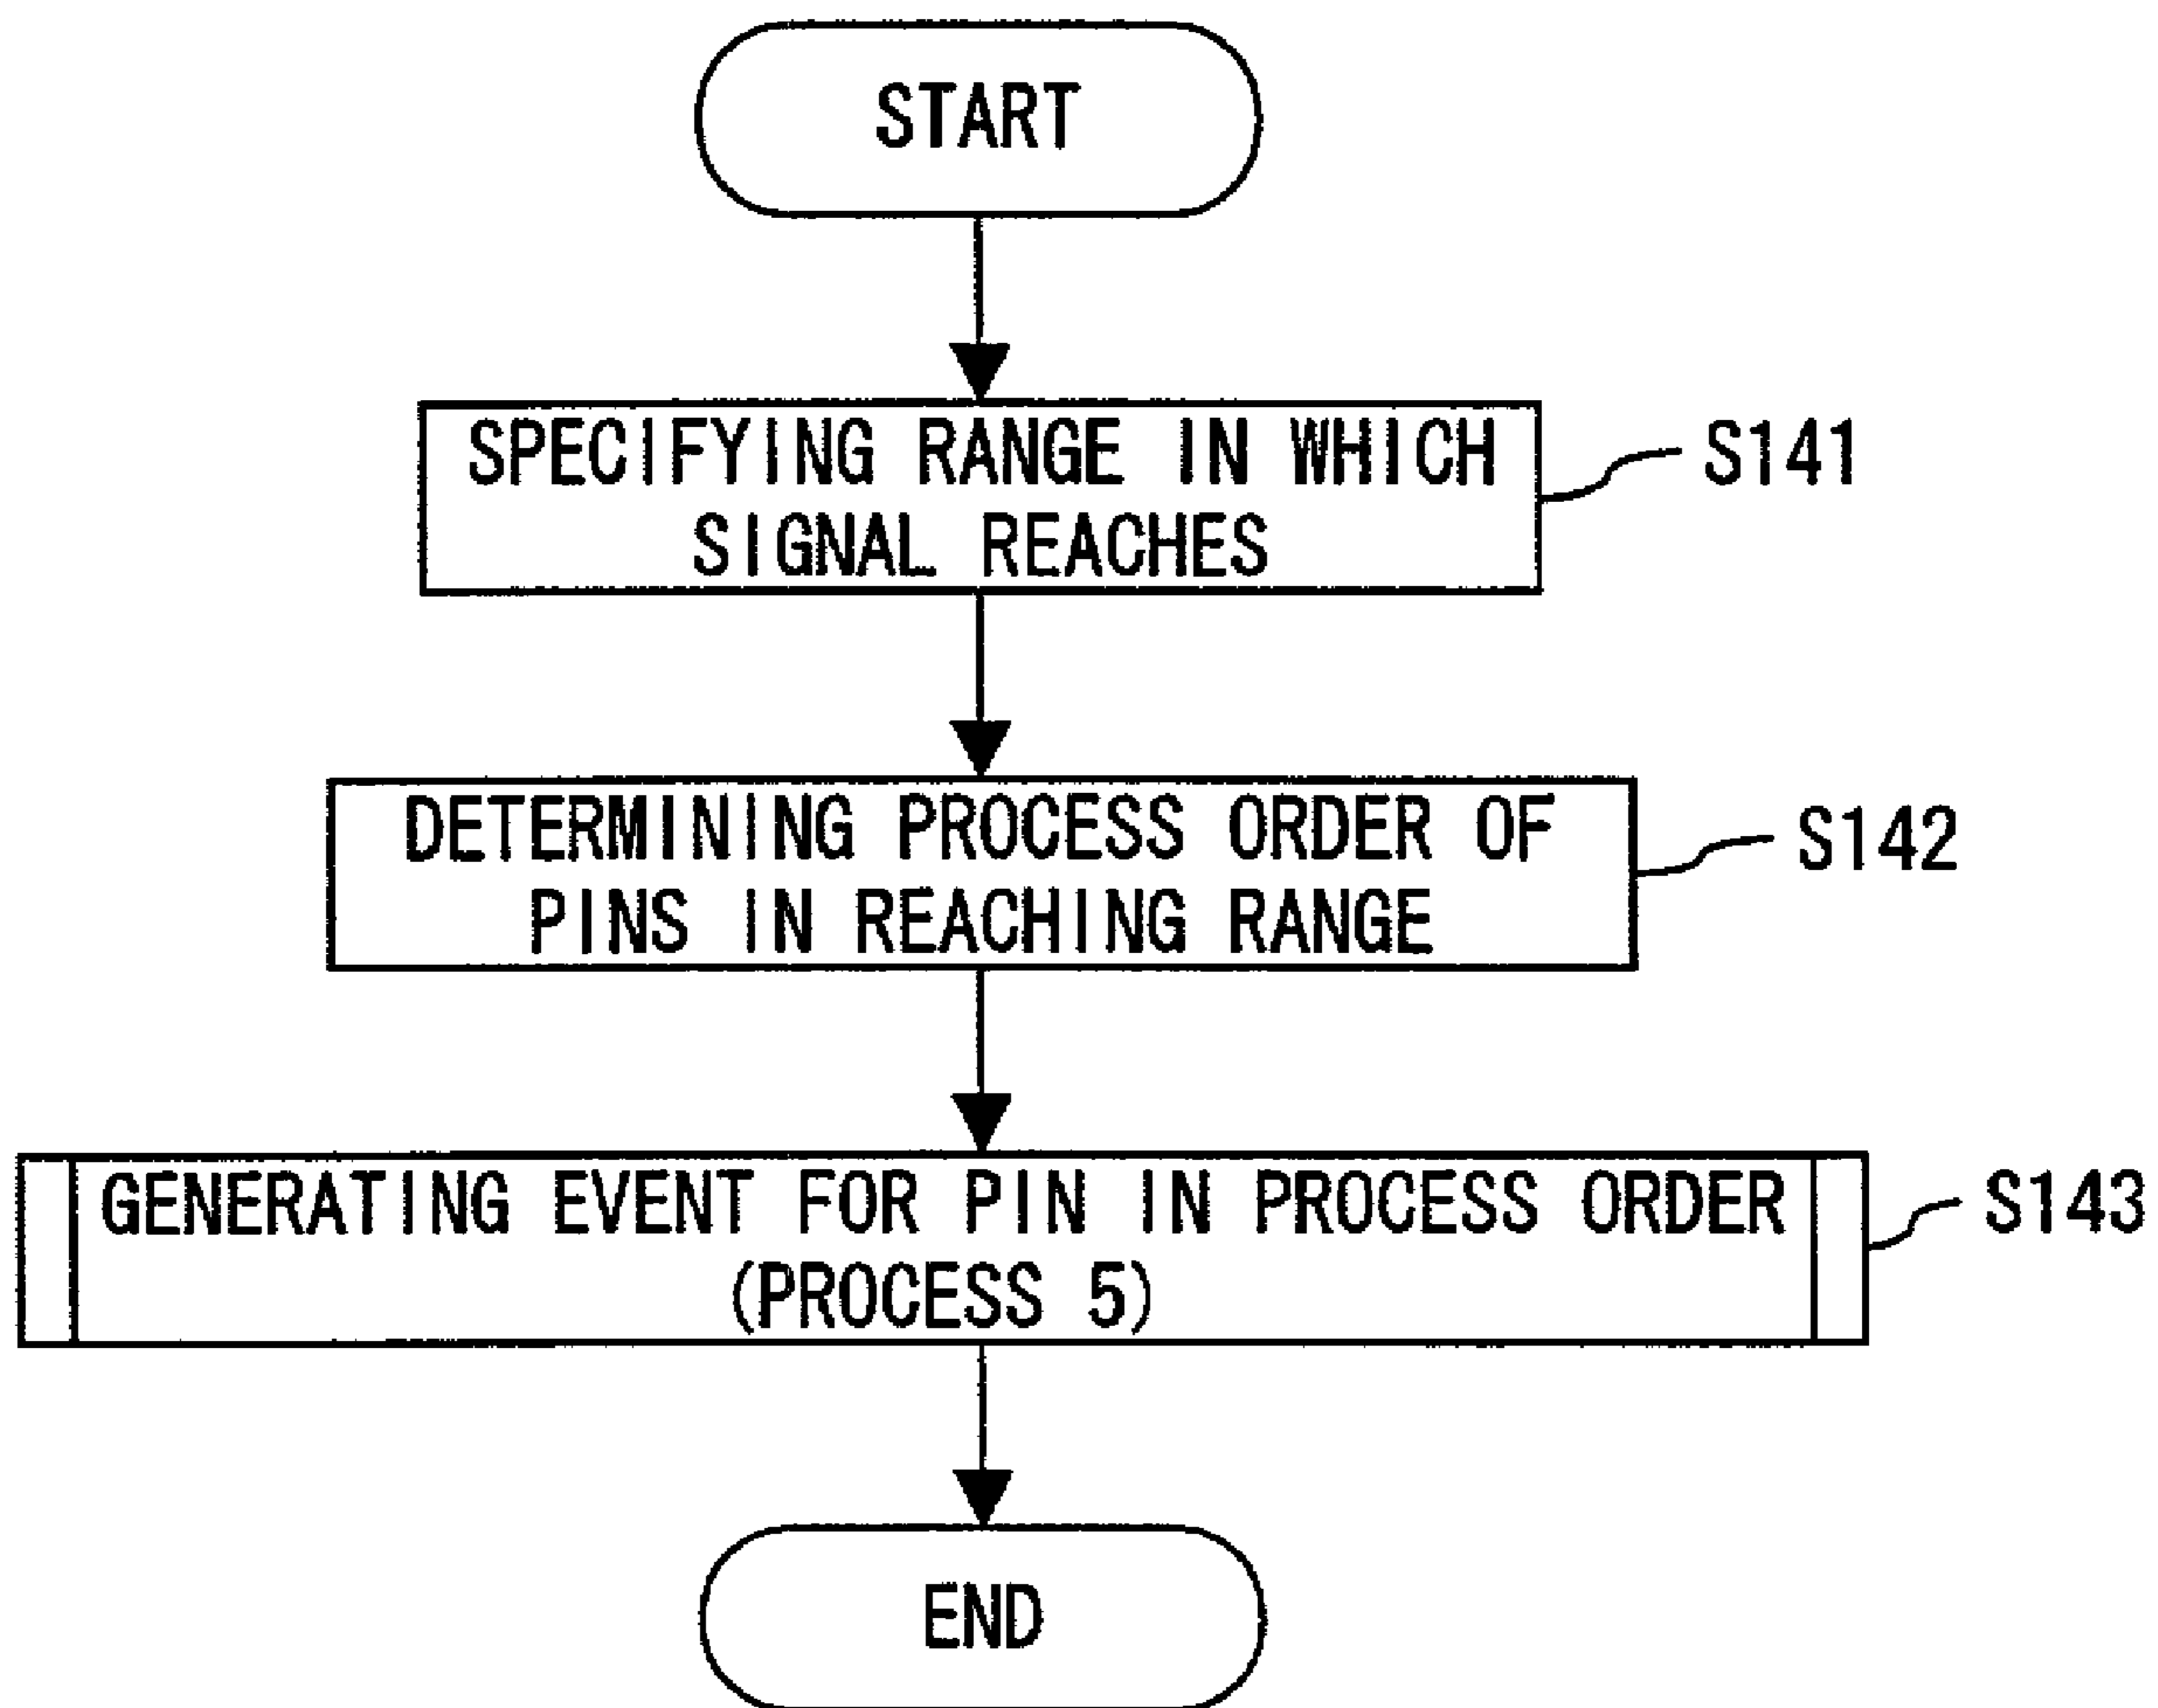 START
SPECIFYING RANGE IN WHICH
SIGNAL REACHES
S141
DETERMINING PROCESS ORDER OF
PINS IN REACHING RANGE
S142
GENERATING EVENT FOR PIN IN PROCESS ORDER
(PROCESS 5)
S143
END